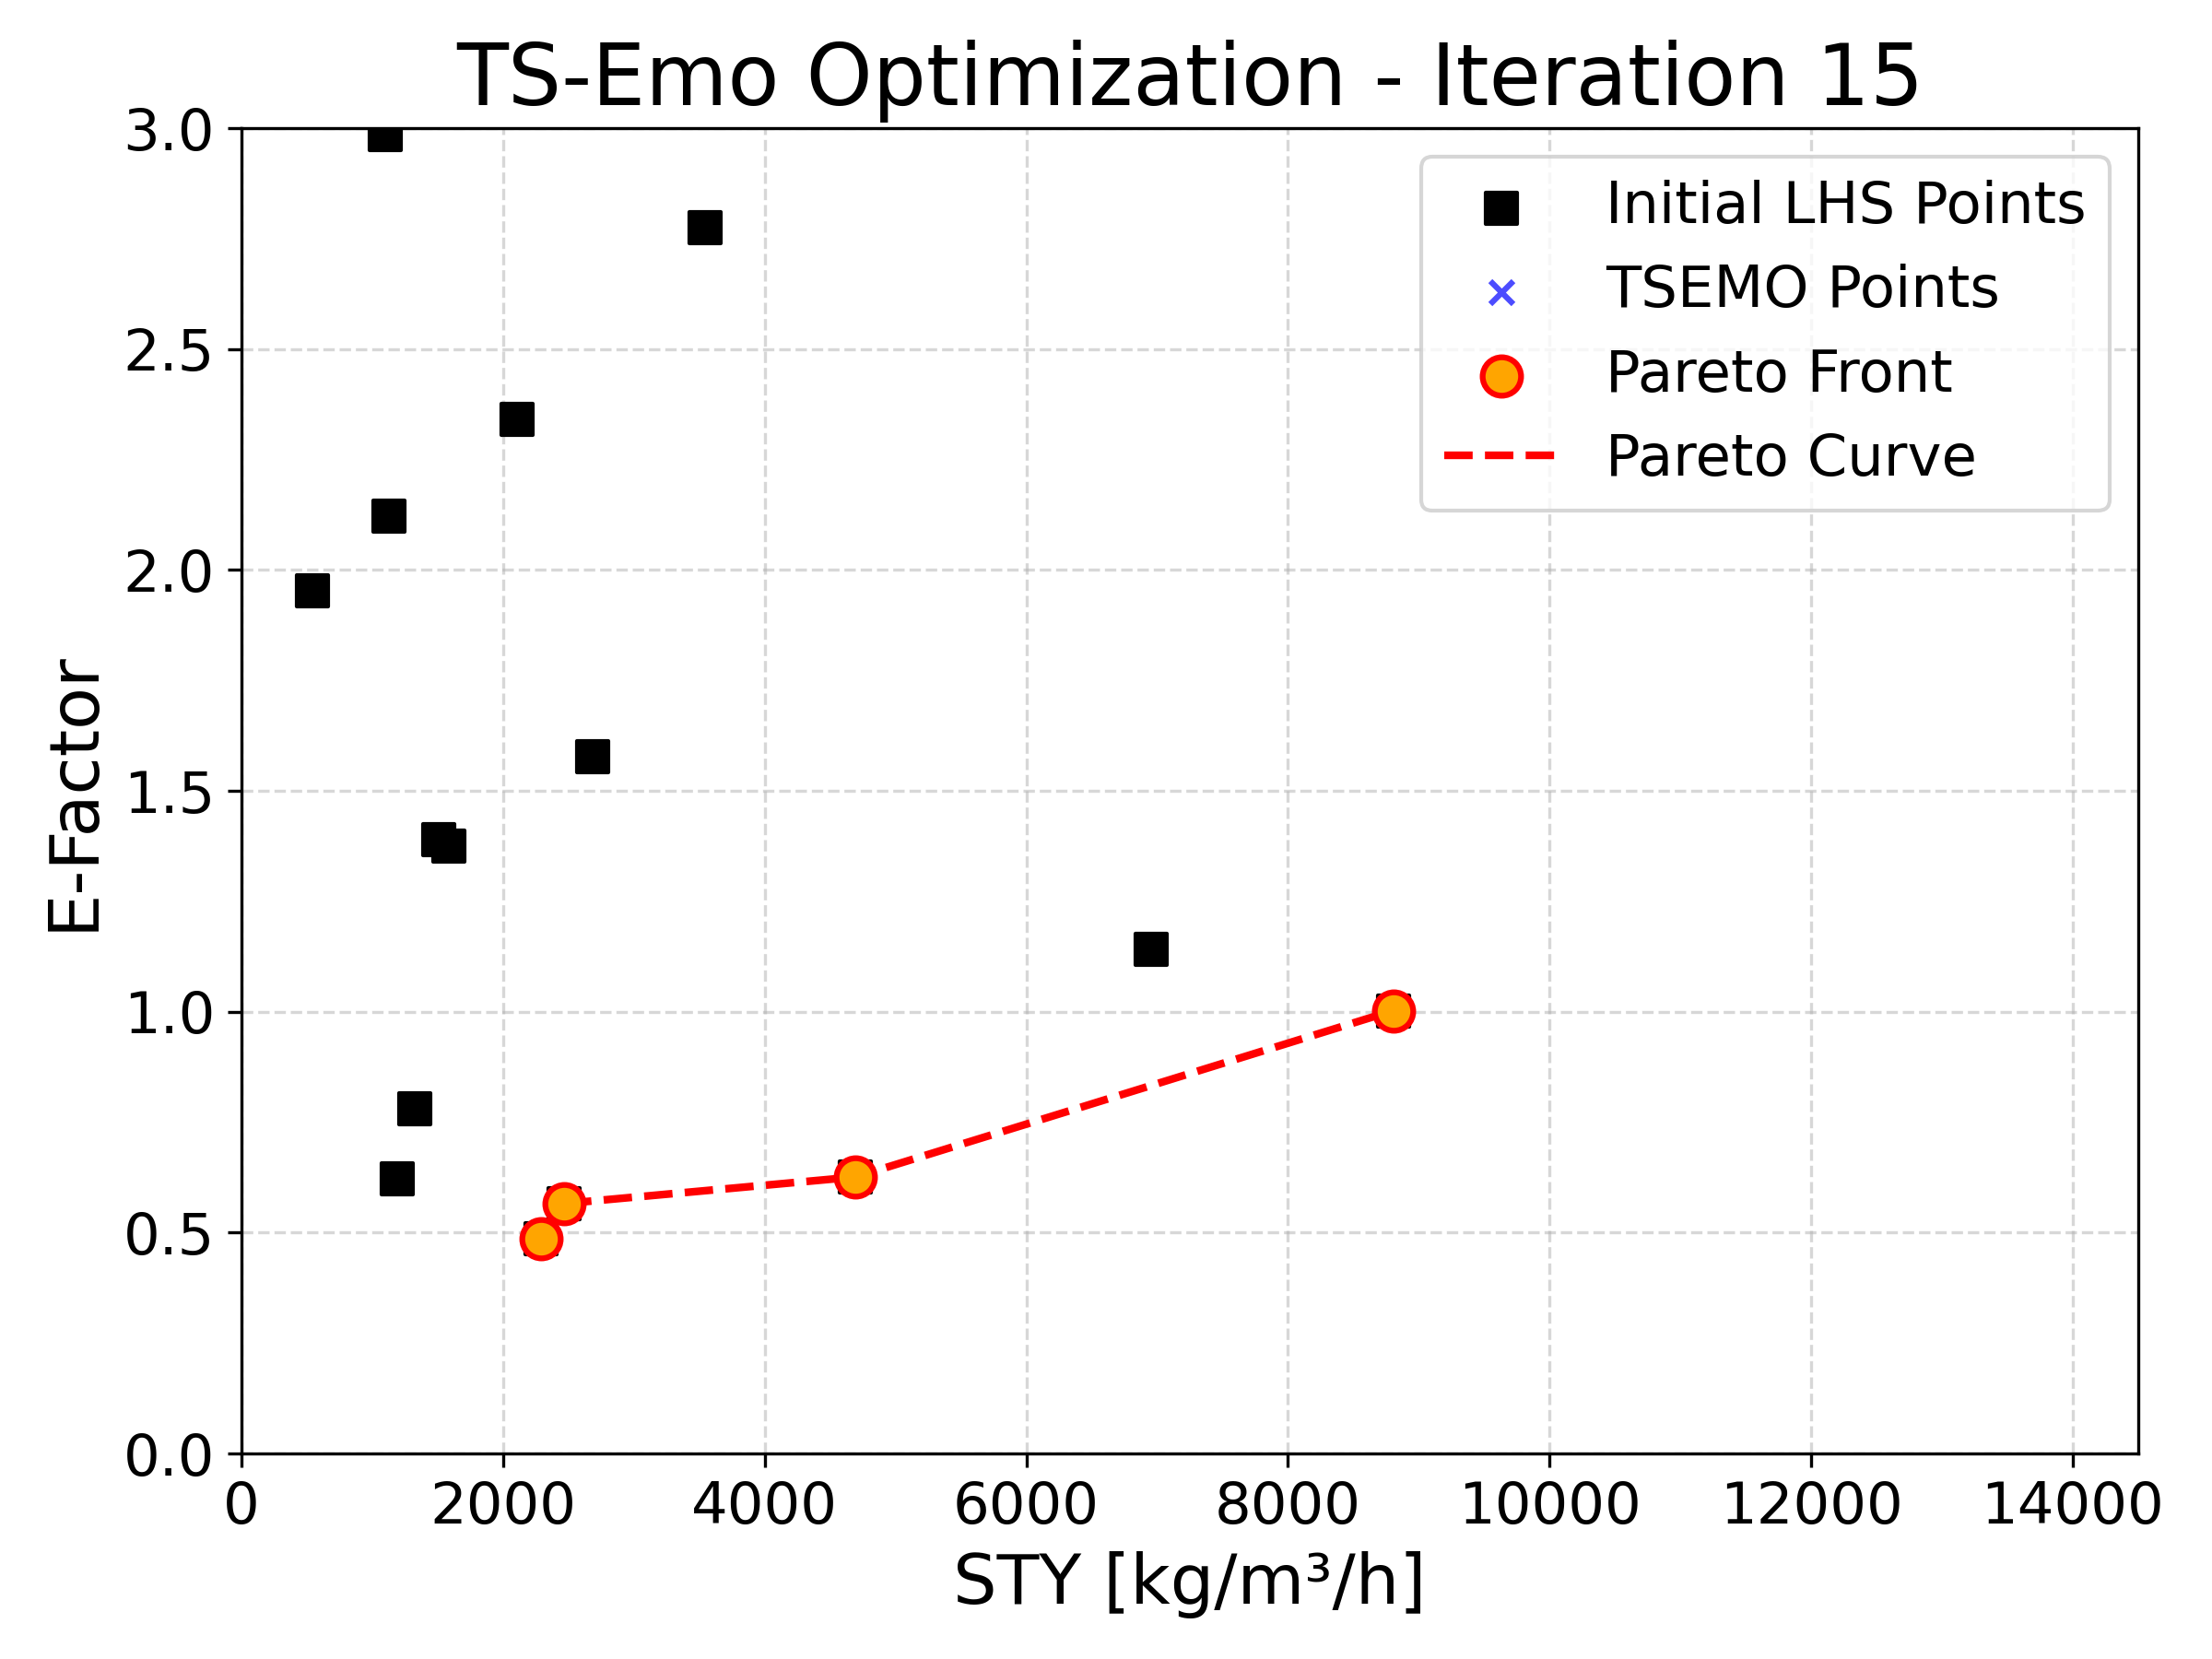 TS-Emo Optimization - Iteration 15
3.0
2.5
2.0
1.5
1.0
0.5
0.0
E-Factor
Initial LHS Points
TSEMO Points
Pareto Front
Pareto Curve
0 2000 4000 6000 8000 10000 12000 14000
STY [kg/m³/h]